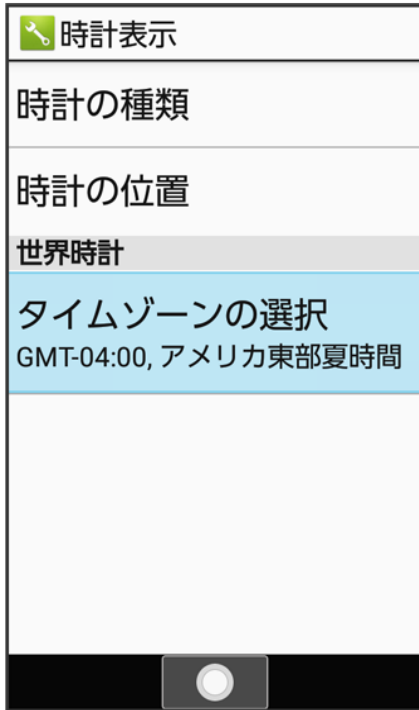 時計表示
時計の種類
時計の位置
世界時計
タイムゾーンの選択
GMT-04:00, アメリカ東部夏時間